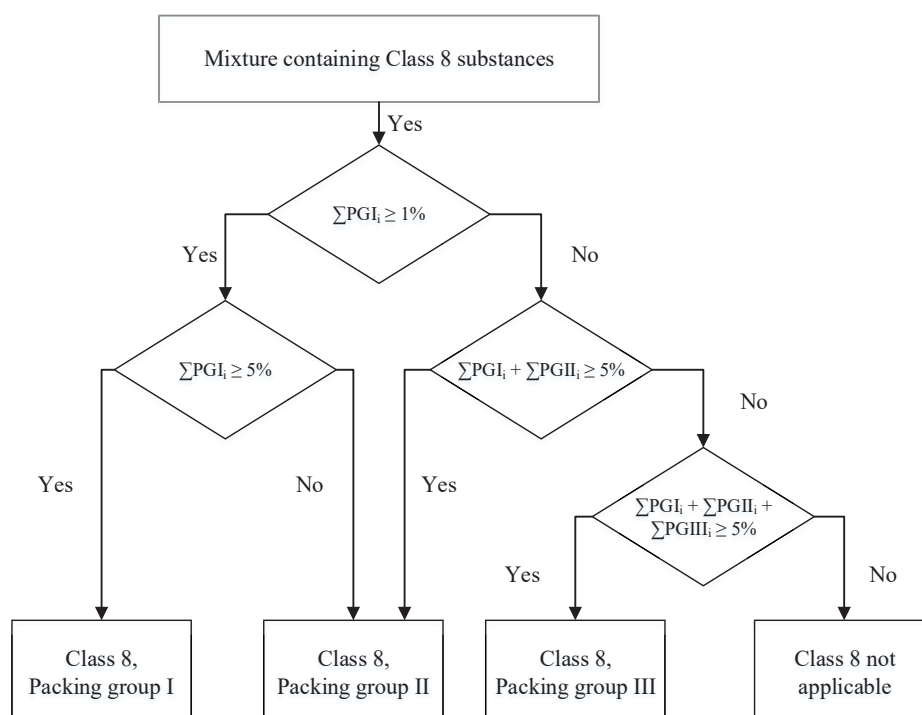 Mixture containing Class 8 substances
Yes
∑PGIᵢ ≥ 1%
Yes
No
∑PGIᵢ ≥ 5%
∑PGIᵢ + ∑PGIIᵢ ≥ 5%
No
Yes
No
Yes
∑PGIᵢ + ∑PGIIᵢ +
∑PGIIIᵢ ≥ 5%
Yes
No
Class 8,
Packing group I
Class 8,
Packing group II
Class 8,
Packing group III
Class 8 not
applicable